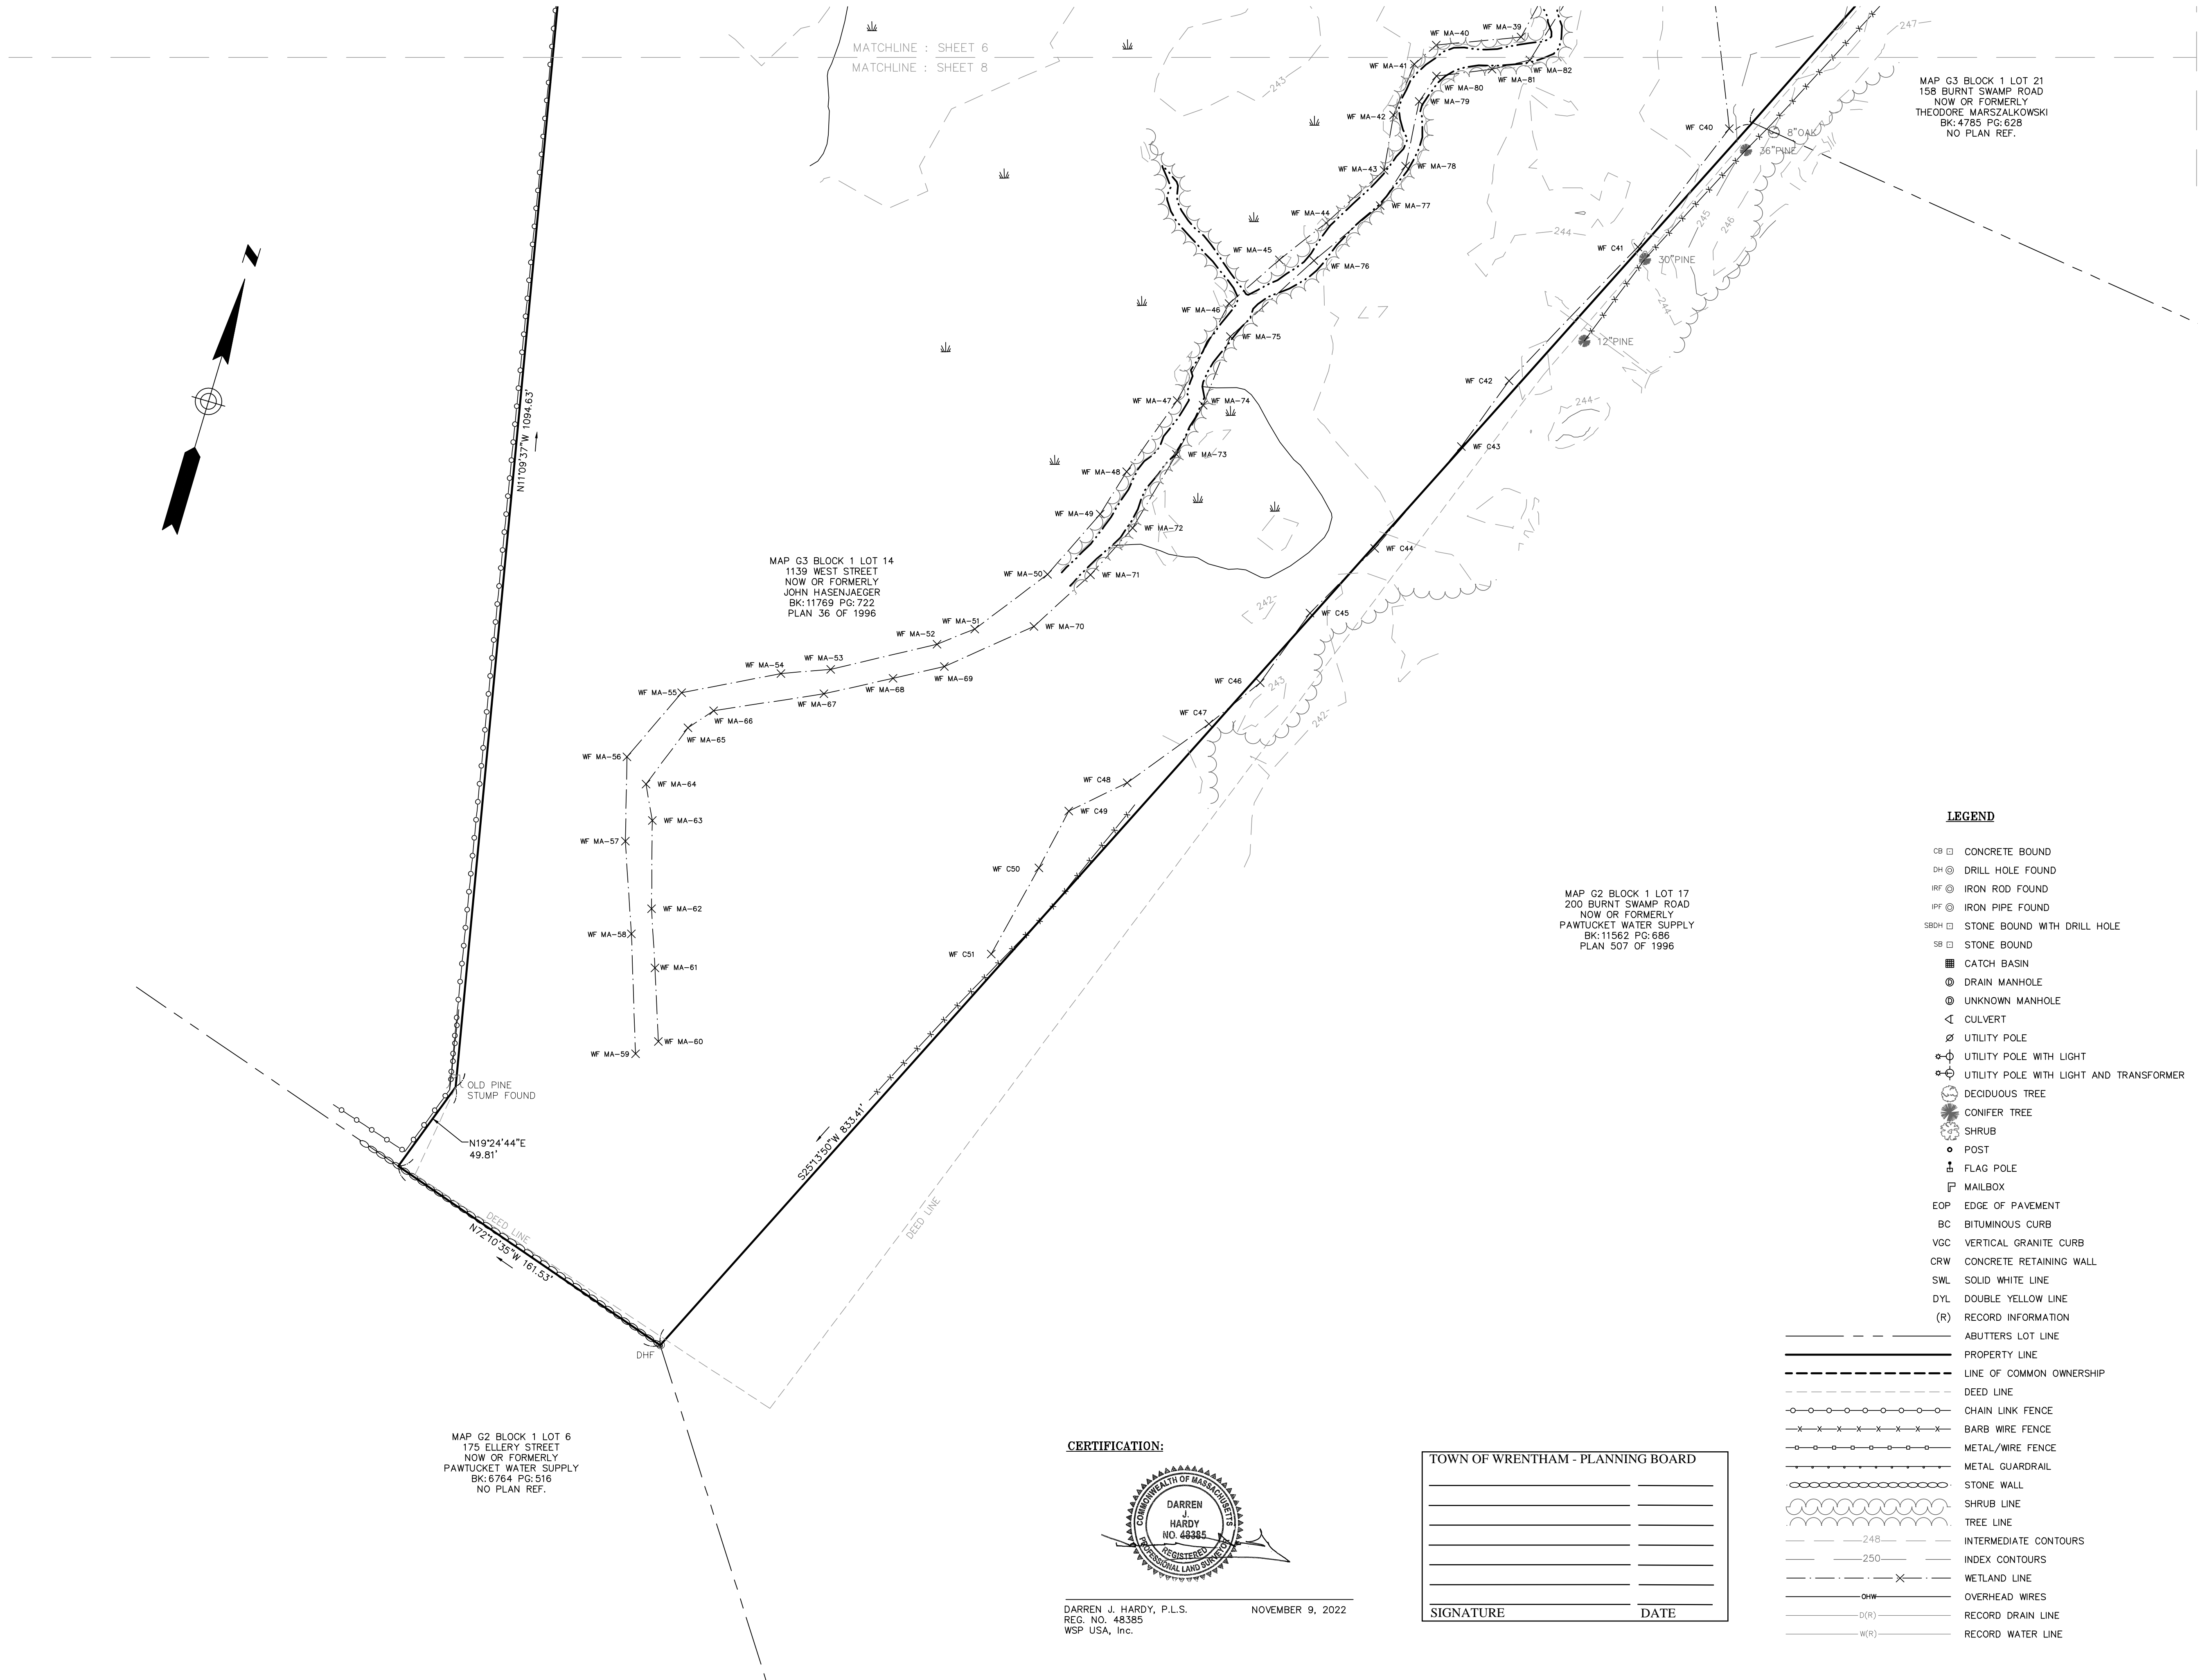 MATCHLINE : SHEET 6
MATCHLINE : SHEET 8
WF MA-39
WF MA-40
WF MA-41
WF MA-82
WF MA-81
WF MA-80
WF MA-79
WF MA-42
WF MA-43
WF MA-78
WF MA-77
WF MA-44
WF MA-45
WF MA-76
WF MA-46
WF MA-75
WF MA-47
WF MA-74
WF MA-73
WF MA-48
WF MA-49
WF MA-72
WF MA-50
WF MA-71
WF MA-51
WF MA-70
WF MA-52
WF MA-53
WF MA-54
WF MA-69
WF MA-68
WF MA-55
WF MA-67
WF MA-66
WF MA-65
WF MA-56
WF MA-64
WF MA-63
WF MA-57
WF MA-62
WF MA-58
WF MA-61
WF MA-60
WF MA-59
243
247
244
245
246
244
244
242
243
242
WF C40
8"OAK
36"PINE
WF C41
30"PINE
12"PINE
WF C42
WF C43
WF C44
WF C45
WF C46
WF C47
WF C48
WF C49
WF C50
WF C51
MAP G3 BLOCK 1 LOT 21
158 BURNT SWAMP ROAD
NOW OR FORMERLY
THEODORE MARSZALKOWSKI
BK: 4785 PG: 628
NO PLAN REF.
N
N11°09'37"W 1094.63'
MAP G3 BLOCK 1 LOT 14
1139 WEST STREET
NOW OR FORMERLY
JOHN HASENJAEGER
BK: 11769 PG: 722
PLAN 36 OF 1996
MAP G2 BLOCK 1 LOT 17
200 BURNT SWAMP ROAD
NOW OR FORMERLY
PAWTUCKET WATER SUPPLY
BK: 11562 PG: 686
PLAN 507 OF 1996
OLD PINE
STUMP FOUND
N19°24'44"E
49.81'
DEED LINE
N72°10'35"W 161.53'
S25°13'50"W 833.41'
DEED LINE
DHF
MAP G2 BLOCK 1 LOT 6
175 ELLERY STREET
NOW OR FORMERLY
PAWTUCKET WATER SUPPLY
BK: 6764 PG: 516
NO PLAN REF.
CERTIFICATION:
COMMONWEALTH OF MASSACHUSETTS
DARREN
J.
HARDY
NO. 48385
REGISTERED
PROFESSIONAL LAND SURVEYOR
DARREN J. HARDY, P.L.S. NOVEMBER 9, 2022
REG. NO. 48385
WSP USA, Inc.
TOWN OF WRENTHAM - PLANNING BOARD
SIGNATURE DATE
LEGEND
CB CONCRETE BOUND
DH DRILL HOLE FOUND
IRF IRON ROD FOUND
IPF IRON PIPE FOUND
SBDH STONE BOUND WITH DRILL HOLE
SB STONE BOUND
CATCH BASIN
D DRAIN MANHOLE
D UNKNOWN MANHOLE
CULVERT
UTILITY POLE
UTILITY POLE WITH LIGHT
UTILITY POLE WITH LIGHT AND TRANSFORMER
DECIDUOUS TREE
CONIFER TREE
SHRUB
POST
FLAG POLE
MAILBOX
EOP EDGE OF PAVEMENT
BC BITUMINOUS CURB
VGC VERTICAL GRANITE CURB
CRW CONCRETE RETAINING WALL
SWL SOLID WHITE LINE
DYL DOUBLE YELLOW LINE
(R) RECORD INFORMATION
ABUTTERS LOT LINE
PROPERTY LINE
LINE OF COMMON OWNERSHIP
DEED LINE
CHAIN LINK FENCE
BARB WIRE FENCE
METAL/WIRE FENCE
METAL GUARDRAIL
STONE WALL
SHRUB LINE
TREE LINE
248 INTERMEDIATE CONTOURS
250 INDEX CONTOURS
WETLAND LINE
OHW OVERHEAD WIRES
D(R) RECORD DRAIN LINE
W(R) RECORD WATER LINE